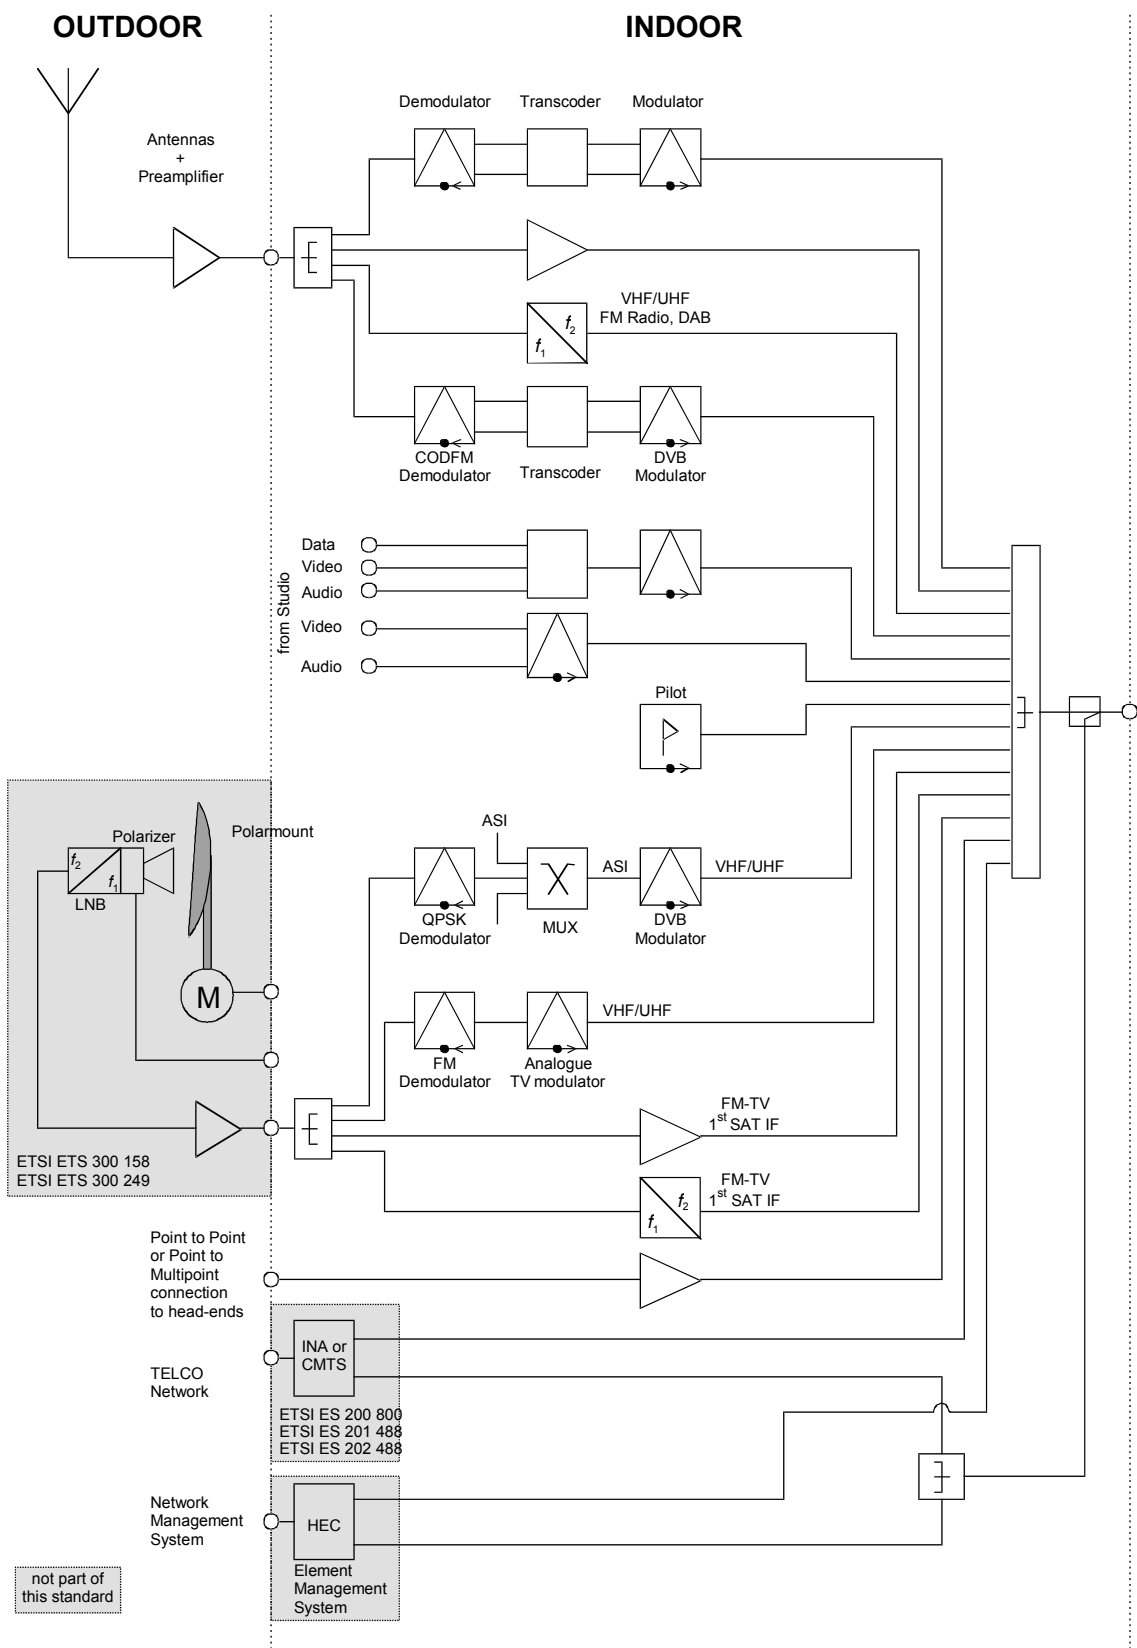 OUTDOOR
INDOOR
Demodulator
Transcoder
Modulator
Antennas
+
Preamplifier
VHF/UHF
FM Radio, DAB
f2
f1
CODFM
Demodulator
Transcoder
DVB
Modulator
from Studio
Data
Video
Audio
Video
Audio
Pilot
Polarizer
Polarmount
f2
f1
LNB
M
ASI
ASI
VHF/UHF
QPSK
Demodulator
MUX
DVB
Modulator
VHF/UHF
FM
Demodulator
Analogue
TV modulator
FM-TV
1st SAT IF
ETSI ETS 300 158
ETSI ETS 300 249
FM-TV
1st SAT IF
f2
f1
Point to Point
or Point to
Multipoint
connection
to head-ends
INA or
CMTS
TELCO
Network
ETSI ES 200 800
ETSI ES 201 488
ETSI ES 202 488
Network
Management
System
HEC
Element
Management
System
not part of
this standard